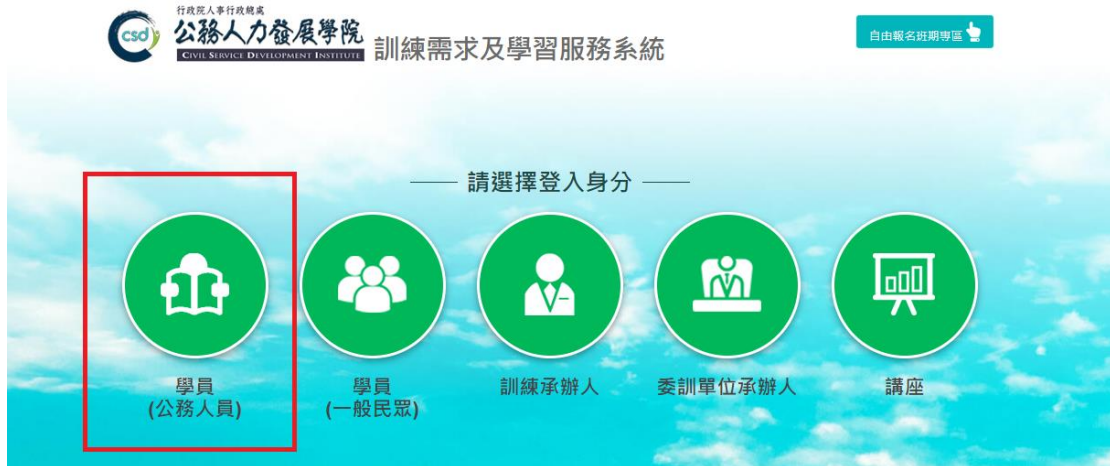 行政院人事行政總處
csdi
公務人力發展學院
CIVIL SERVICE DEVELOPMENT INSTITUTE
訓練需求及學習服務系統
自由報名班期專區
請選擇登入身分
學員
(公務人員)
學員
(一般民眾)
訓練承辦人
委訓單位承辦人
講座